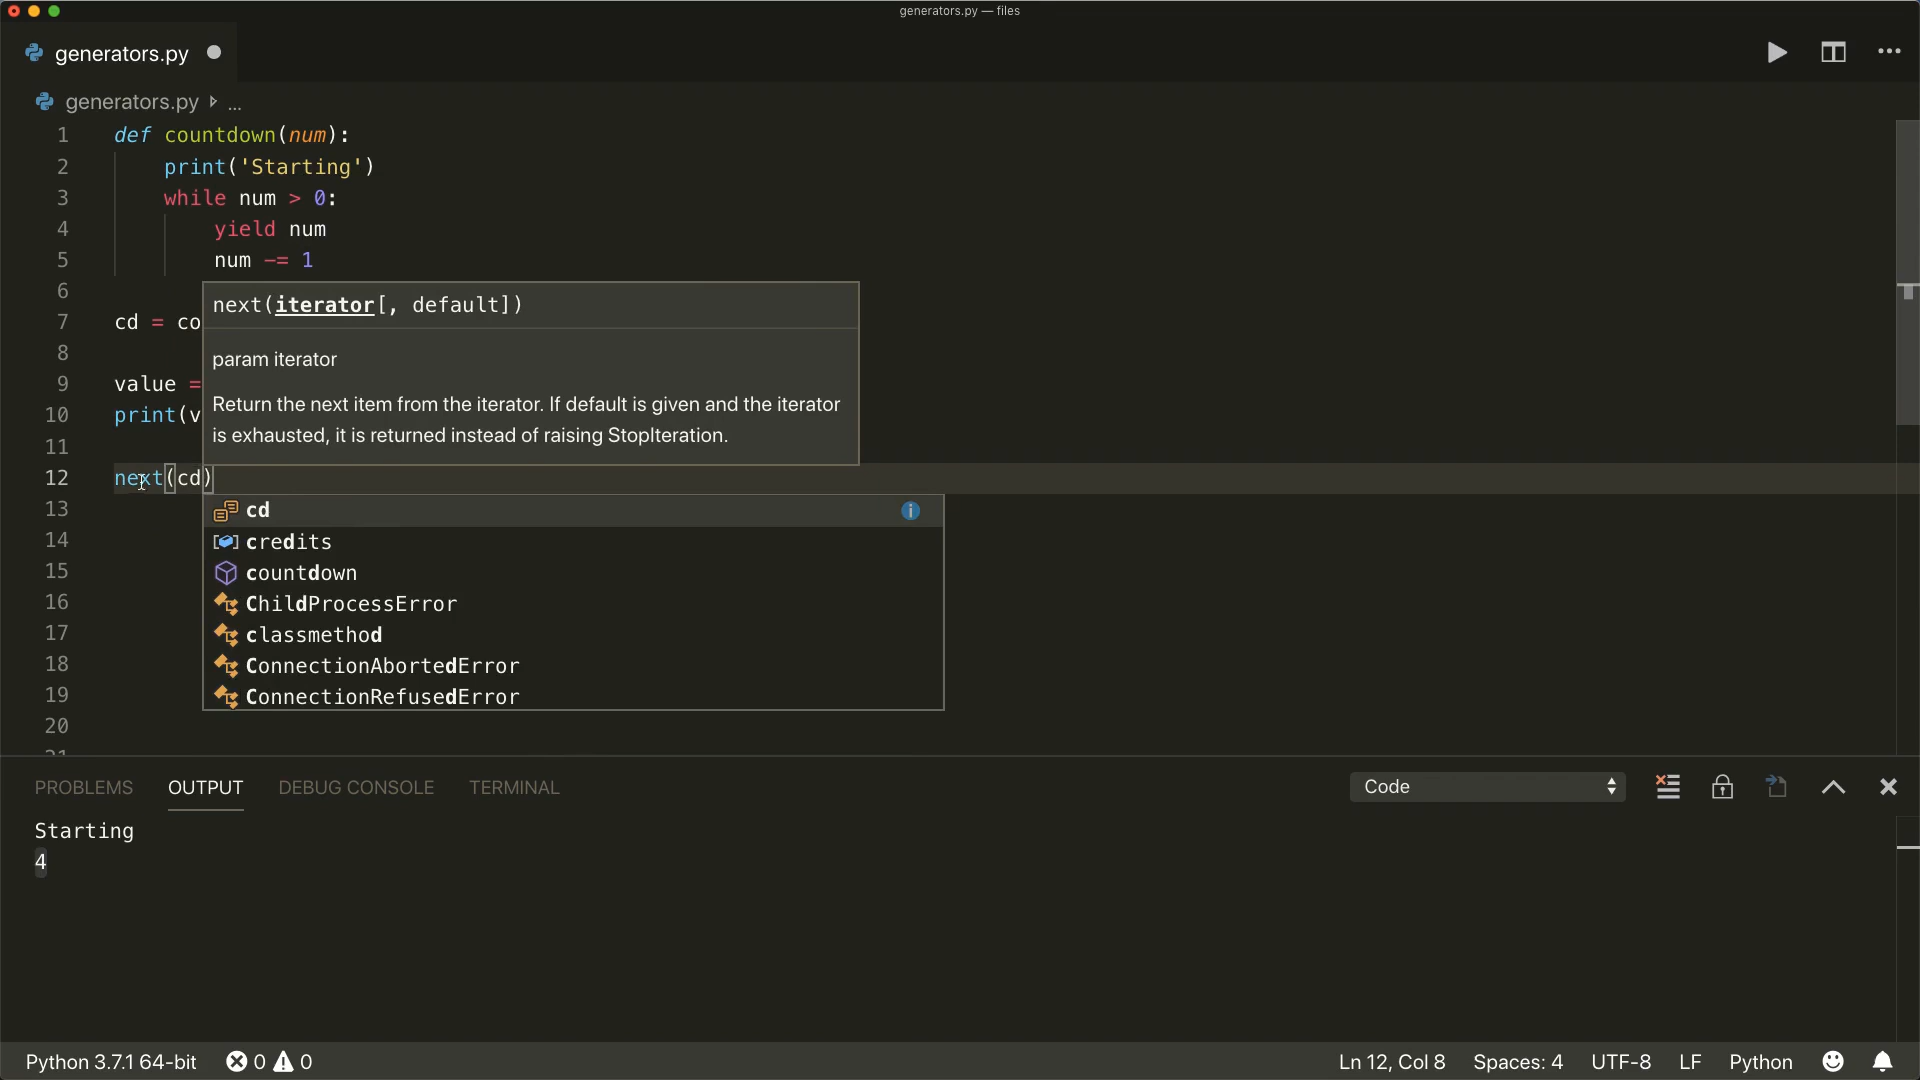 generators.py — files
generators.py
generators.py ...
1 def countdown(num):
2 print('Starting')
3 while num > 0:
4 yield num
5 num -= 1
6
next(iterator[, default])
7 cd = co
8
param iterator
9 value =
Return the next item from the iterator. If default is given and the iterator
10 print(v
is exhausted, it is returned instead of raising StopIteration.
11
12 next(cd)
13
cd
14
credits
15
countdown
16
ChildProcessError
17
classmethod
18
ConnectionAbortedError
19
ConnectionRefusedError
20
PROBLEMS OUTPUT DEBUG CONSOLE TERMINAL Code
Starting
4
Python 3.7.1 64-bit 0 0 Ln 12, Col 8 Spaces: 4 UTF-8 LF Python